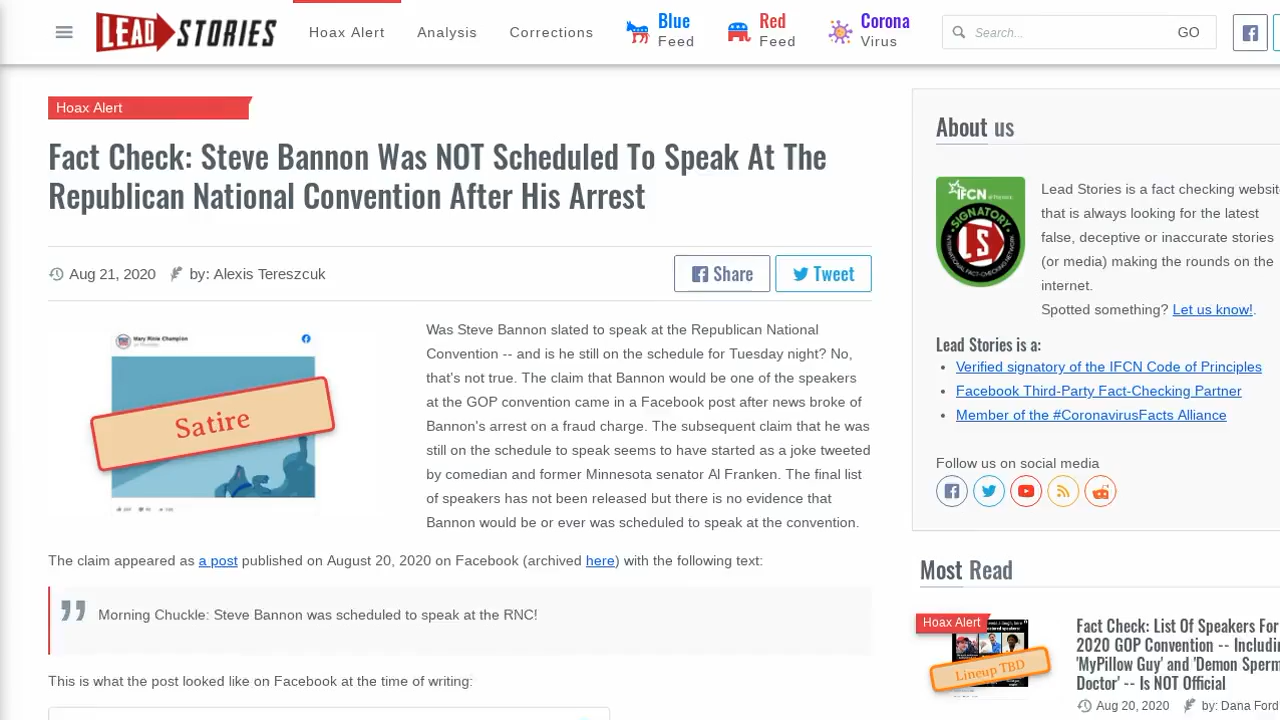 LEAD STORIES
Hoax Alert
Analysis
Corrections
Blue
Feed
Red
Feed
Corona
Virus
Search...
GO
Hoax Alert
Fact Check: Steve Bannon Was NOT Scheduled To Speak At The
Republican National Convention After His Arrest
Aug 21, 2020 by: Alexis Tereszcuk
Share
Tweet
Mary Rinis Champion
Satire
Was Steve Bannon slated to speak at the Republican National
Convention -- and is he still on the schedule for Tuesday night? No,
that's not true. The claim that Bannon would be one of the speakers
at the GOP convention came in a Facebook post after news broke of
Bannon's arrest on a fraud charge. The subsequent claim that he was
still on the schedule to speak seems to have started as a joke tweeted
by comedian and former Minnesota senator Al Franken. The final list
of speakers has not been released but there is no evidence that
Bannon would be or ever was scheduled to speak at the convention.
The claim appeared as a post published on August 20, 2020 on Facebook (archived here) with the following text:
Morning Chuckle: Steve Bannon was scheduled to speak at the RNC!
This is what the post looked like on Facebook at the time of writing:
About us
IFCN
SIGNATORY
LS
INTERNATIONAL FACT-CHECKING NETWORK
Lead Stories is a fact checking website
that is always looking for the latest
false, deceptive or inaccurate stories
(or media) making the rounds on the
internet.
Spotted something? Let us know!.
Lead Stories is a:
Verified signatory of the IFCN Code of Principles
Facebook Third-Party Fact-Checking Partner
Member of the #CoronavirusFacts Alliance
Follow us on social media
Most Read
Hoax Alert
Lineup TBD
Fact Check: List Of Speakers For
2020 GOP Convention -- Includin
'MyPillow Guy' and 'Demon Sperm
Doctor' -- Is NOT Official
Aug 20, 2020 by: Dana Ford